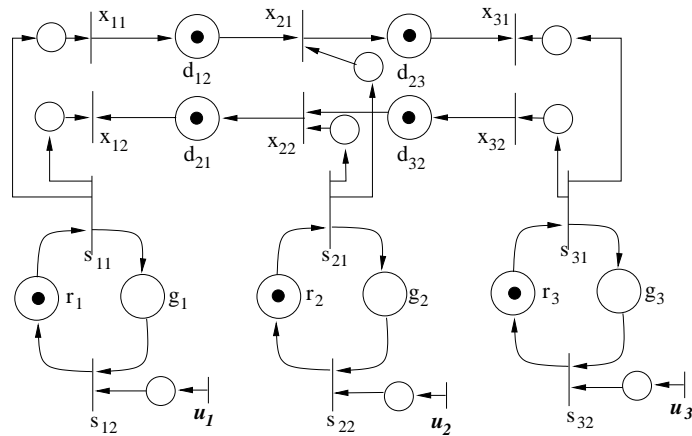 x11 x21 x31
d12 d23
x12 x22 x32
d21 d32
s11 s21 s31
r1 g1 r2 g2 r3 g3
s12 u1 s22 u2 s32 u3